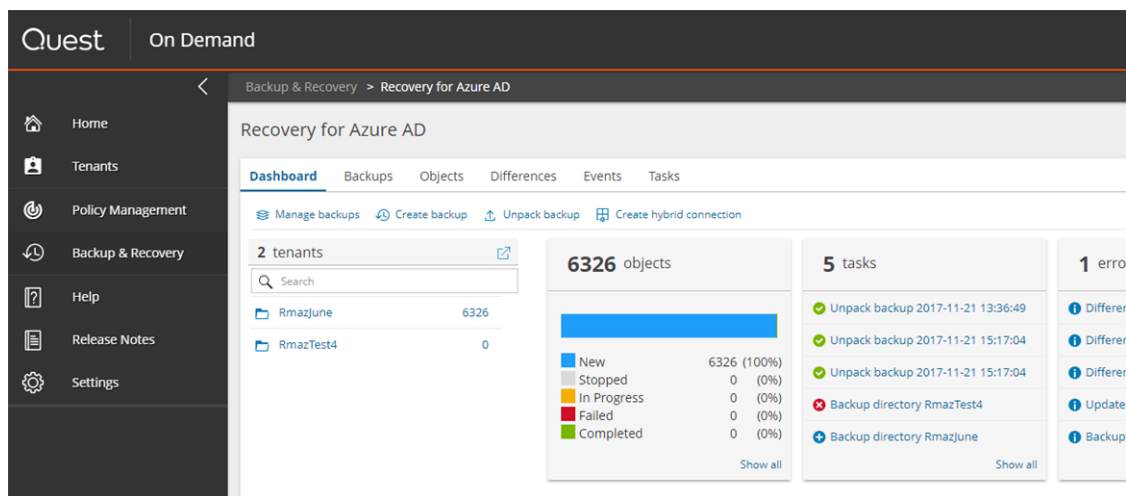 Quest On Demand
Backup & Recovery > Recovery for Azure AD
Home
Tenants
Policy Management
Backup & Recovery
Help
Release Notes
Settings
Recovery for Azure AD
Dashboard Backups Objects Differences Events Tasks
Manage backups Create backup Unpack backup Create hybrid connection
2 tenants
Search
RmazJune 6326
RmazTest4 0
6326 objects
New 6326 (100%)
Stopped 0 (0%)
In Progress 0 (0%)
Failed 0 (0%)
Completed 0 (0%)
Show all
5 tasks
Unpack backup 2017-11-21 13:36:49
Unpack backup 2017-11-21 15:17:04
Unpack backup 2017-11-21 15:17:04
Backup directory RmazTest4
Backup directory RmazJune
Show all
1 erro
Differer
Differer
Differer
Update
Backup